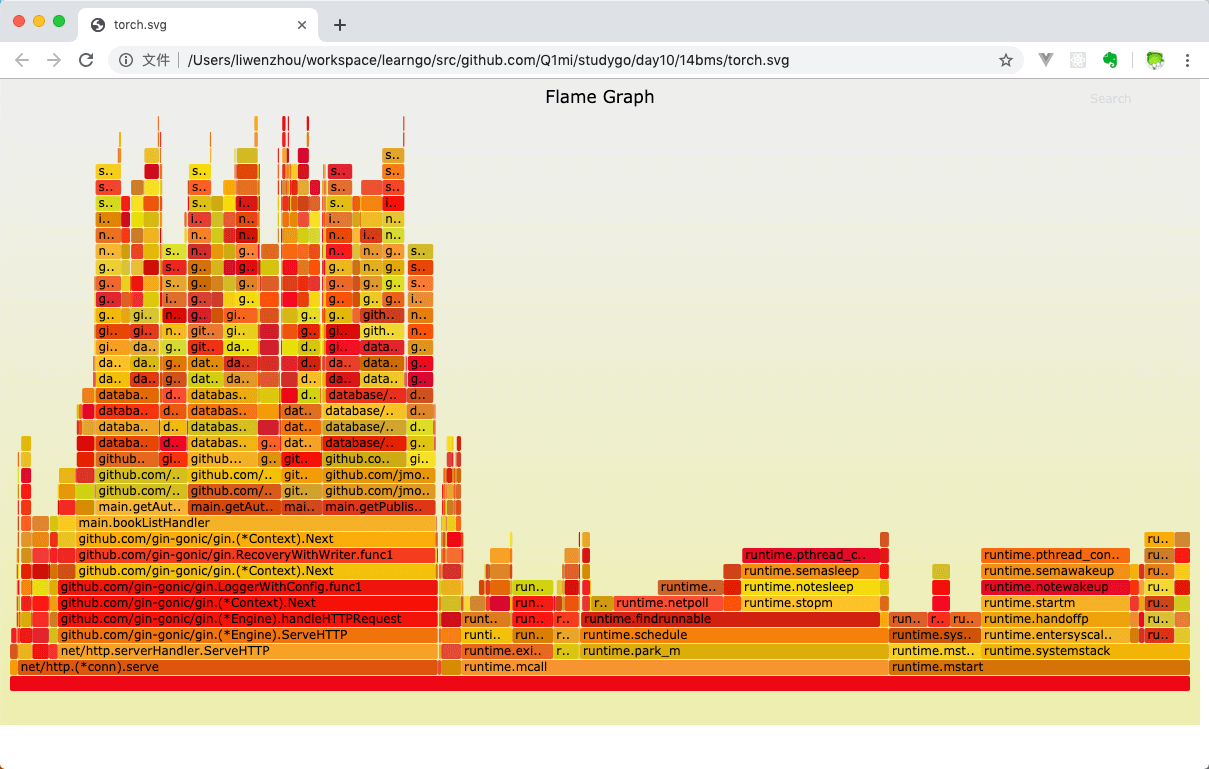 torch.svg
文件 /Users/liwenzhou/workspace/learngo/src/github.com/Q1mi/studygo/day10/14bms/torch.svg
Flame Graph
Search
s..
s.. s.. s.. s..
s.. s.. s.. s..
s.. s.. i.. s.. i..
i.. i.. n.. i.. n..
n.. n.. n.. n.. i.. n..
n.. s.. n.. g.. n.. n.. g.. s..
g.. s.. g.. g.. g.. n.. g.. s..
g.. s.. g.. g.. g.. g.. g.. s..
g.. i.. g.. g.. g.. g.. g.. i..
g.. gi.. n.. g.. gi.. g.. g.. gith.. n..
gi.. gi.. n.. git.. gi.. g.. gi.. gith.. n..
gi.. da.. g.. git.. da.. d.. gi.. data.. g..
da.. da.. g.. dat.. da.. d.. da.. data.. g..
da.. da.. g.. dat.. da.. d.. da.. data.. g..
databa.. d.. databas.. d.. database/.. d..
databa.. d.. databas.. dat.. database/.. d..
databa.. d.. databas.. dat.. database/.. d..
databa.. d.. databas.. g.. dat.. database/.. g..
github.. gi.. github... g.. git.. github.co.. gi..
github.com/.. github.com/.. git.. github.com/jmo..
github.com/.. github.com/.. git.. github.com/jmo..
main.getAut.. main.getAut.. mai.. main.getPublis..
main.bookListHandler
github.com/gin-gonic/gin.(*Context).Next ru..
github.com/gin-gonic/gin.RecoveryWithWriter.func1 runtime.pthread_c.. runtime.pthread_con.. ru..
github.com/gin-gonic/gin.(*Context).Next runtime.semasleep runtime.semawakeup ru..
github.com/gin-gonic/gin.LoggerWithConfig.func1 run.. runtime.. runtime.notesleep runtime.notewakeup ru..
github.com/gin-gonic/gin.(*Context).Next run.. r.. runtime.netpoll runtime.stopm runtime.startm ru..
github.com/gin-gonic/gin.(*Engine).handleHTTPRequest runt.. run.. r.. runtime.findrunnable run.. r.. ru.. runtime.handoffp ru..
github.com/gin-gonic/gin.(*Engine).ServeHTTP runti.. run.. r.. runtime.schedule runtime.sys.. runtime.entersyscal.. ru..
net/http.serverHandler.ServeHTTP runtime.exi.. r.. runtime.park_m runtime.mst.. runtime.systemstack
net/http.(*conn).serve runtime.mcall runtime.mstart